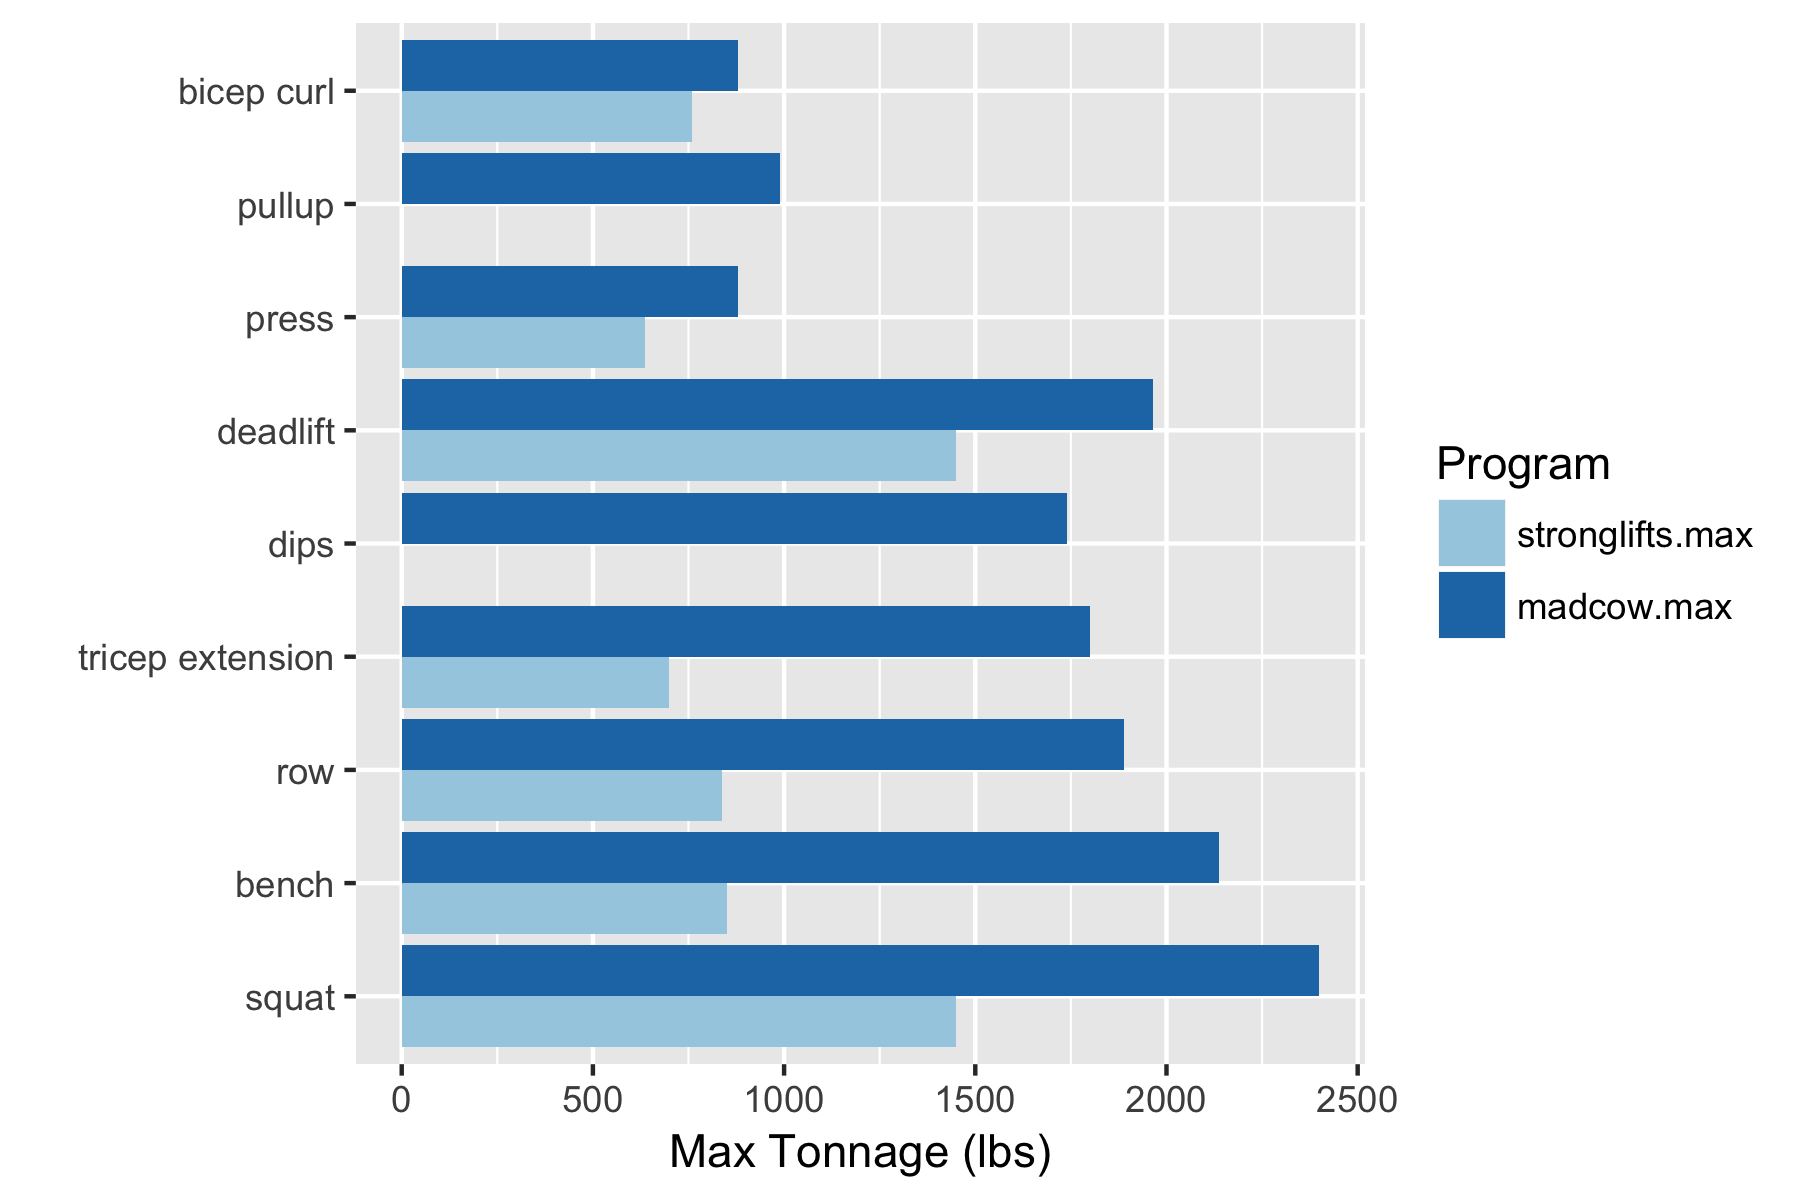 bicep curl
pullup
press
deadlift
dips
tricep extension
row
bench
squat
0 500 1000 1500 2000 2500
Max Tonnage (lbs)
Program
stronglifts.max
madcow.max